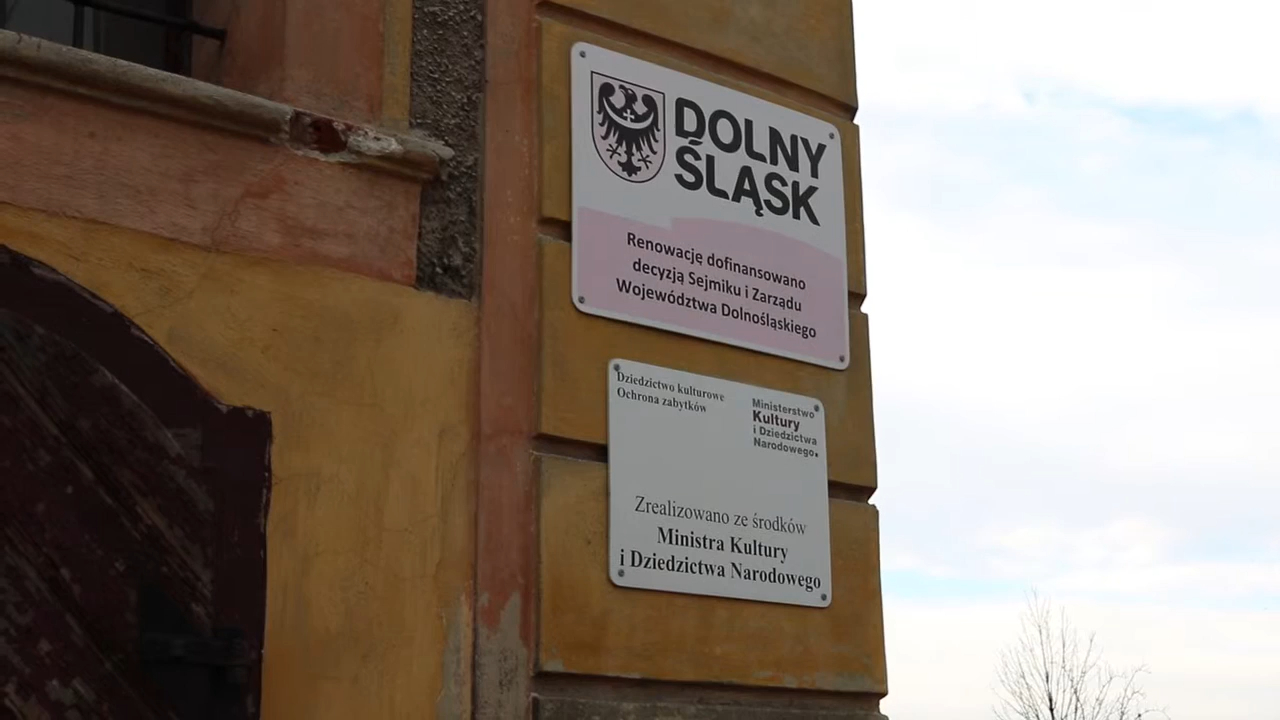 DOLNY
ŚLĄSK
Renowację dofinansowano
decyzją Sejmiku i Zarządu
Województwa Dolnośląskiego
Dziedzictwo kulturowe
Ochrona zabytków
Ministerstwo
Kultury
i Dziedzictwa
Narodowego.
Zrealizowano ze środków
Ministra Kultury
i Dziedzictwa Narodowego